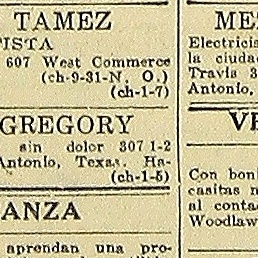 TAMEZ
TISTA
607 West Commerce
(ch-9-31-N. O.)
(ch-1-7)
GREGORY
sin dolor 307 1-2
Antonio, Texas. Ha-
(ch-1-5)
ANZA
aprendan una pro-
ME
Electricis
la ciudad
Travis 3
Antonio,
VE
Con bon
casitas n
al conta
Woodlaw